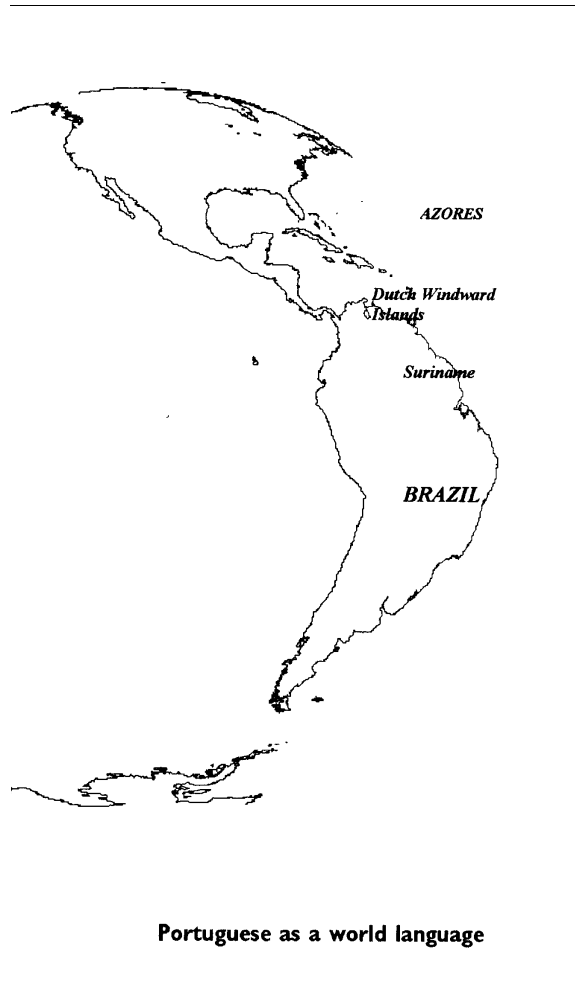 AZORES
Dutch Windward
Islands
Suriname
BRAZIL
Portuguese as a world language